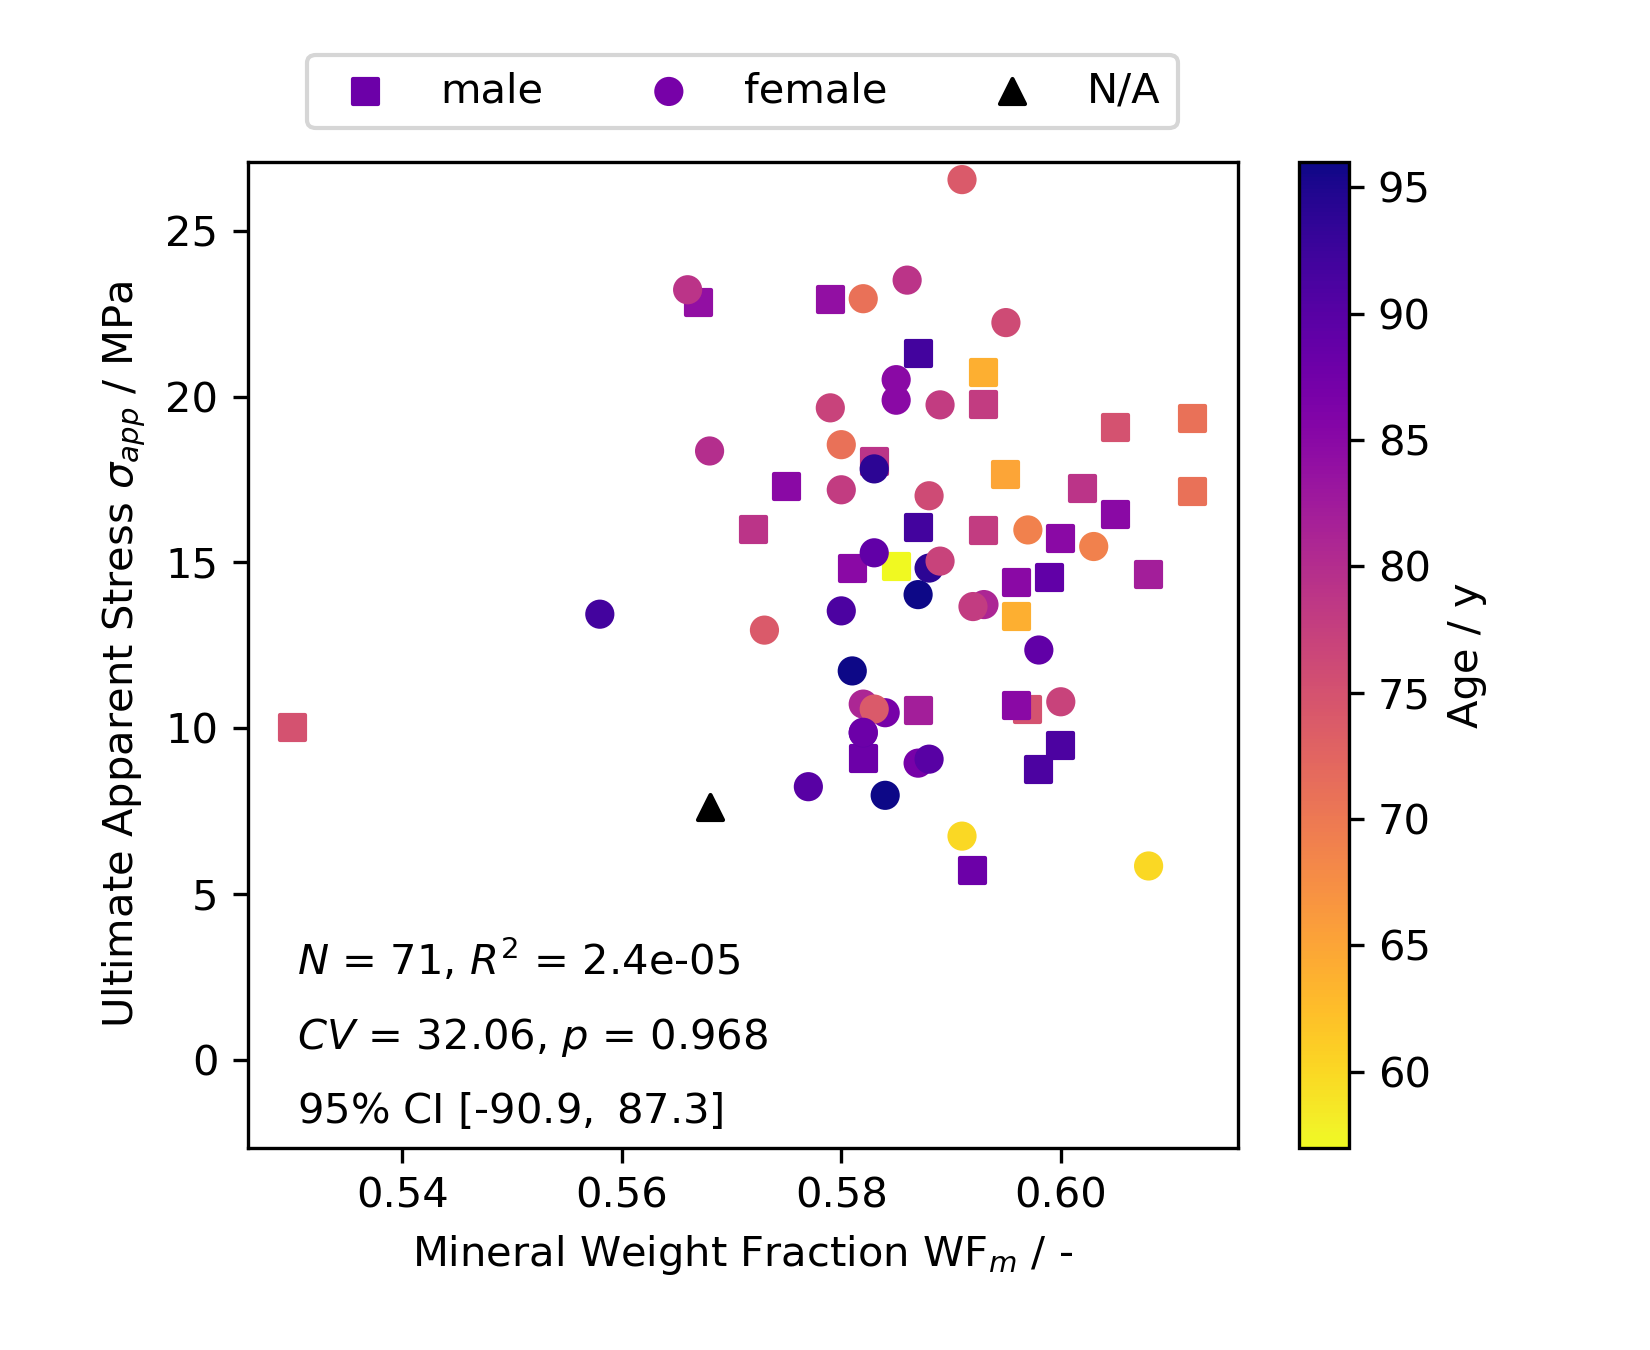 male female N/A
25
20
15
10
5
0
Ultimate Apparent Stress σapp / MPa
N = 71, R² = 2.4e-05
CV = 32.06, p = 0.968
95% CI [-90.9, 87.3]
0.54 0.56 0.58 0.60
Mineral Weight Fraction WFm / -
95
90
85
80
75
70
65
60
Age / y